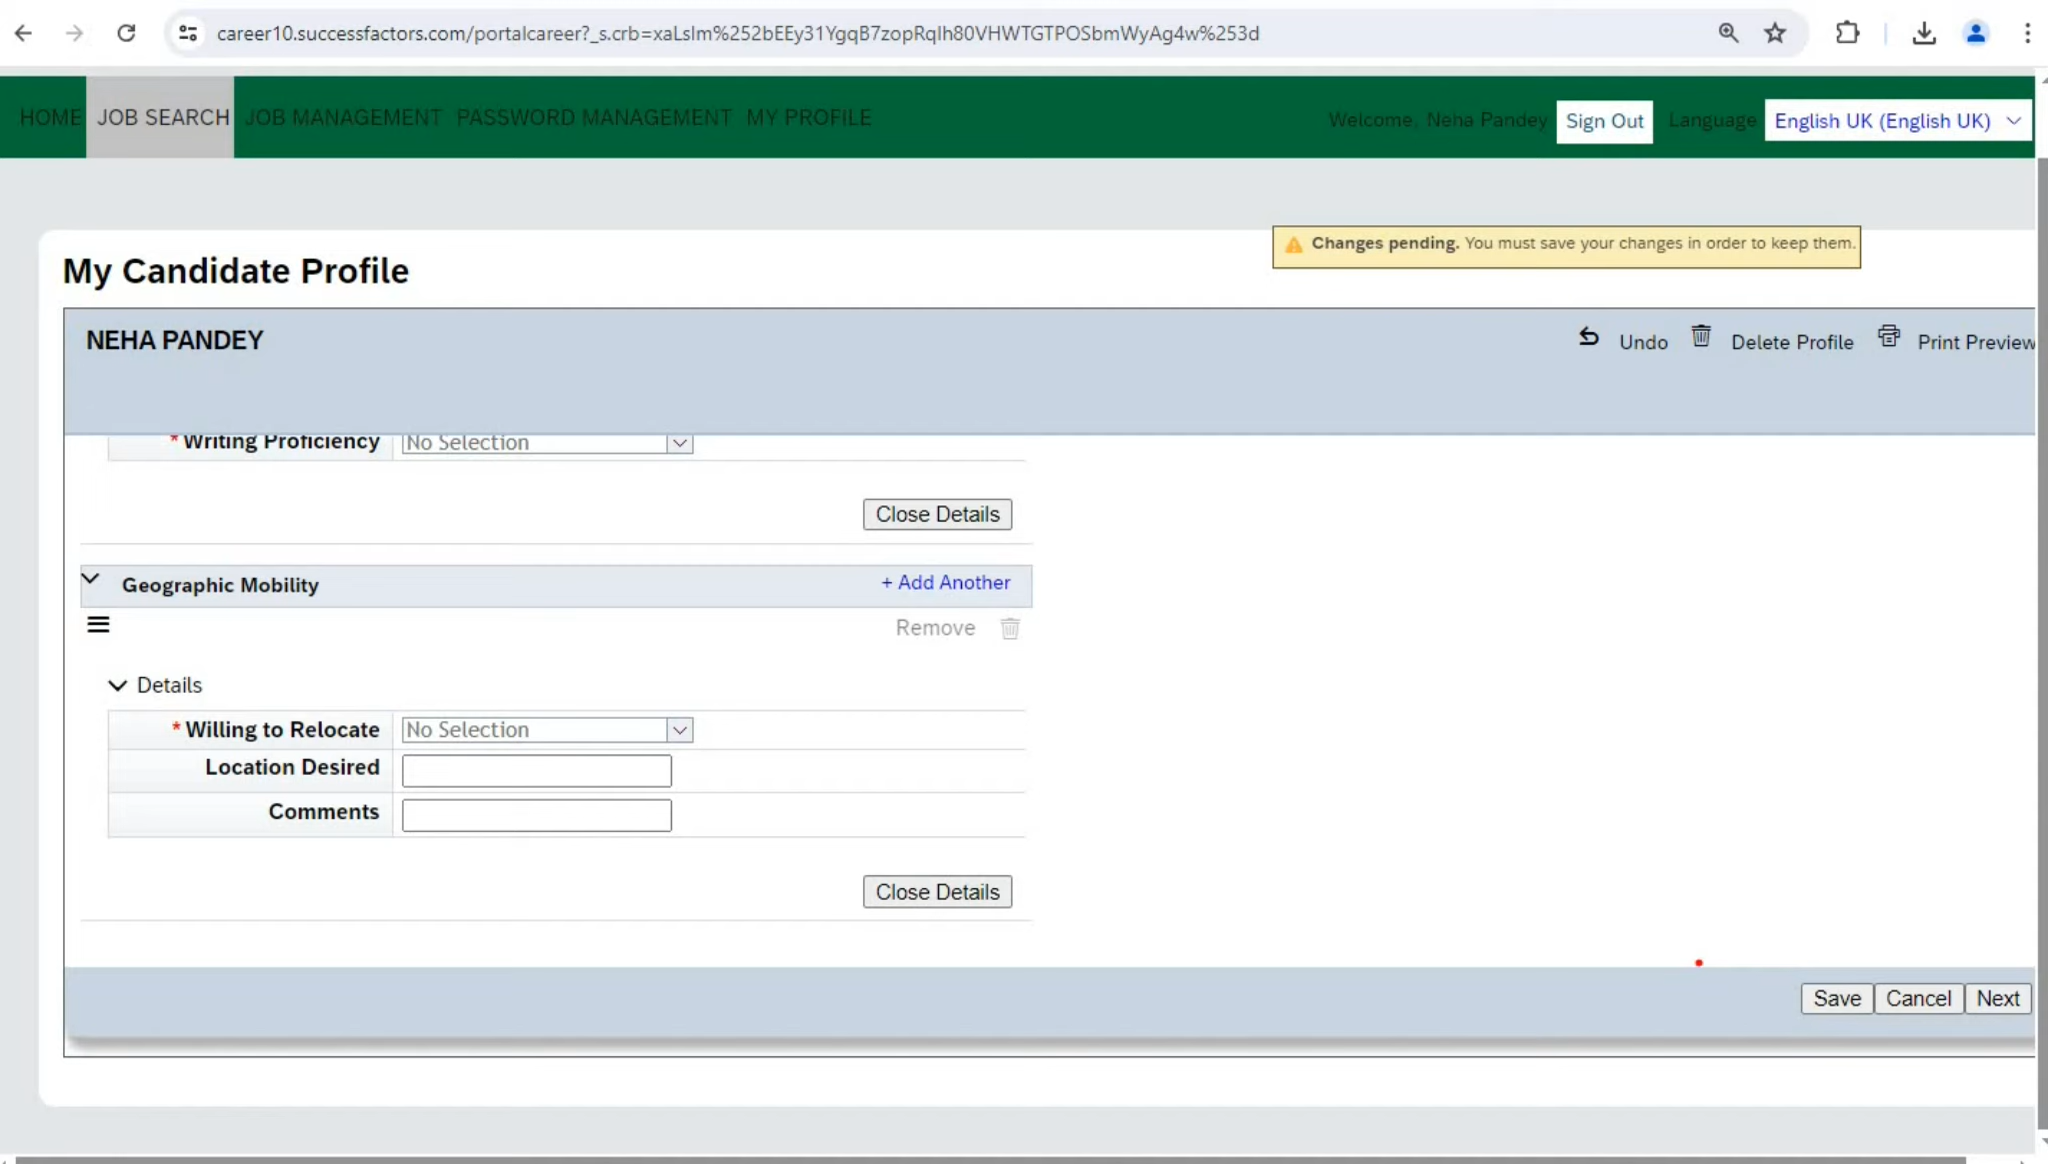 career10.successfactors.com/portalcareer?_s.crb=xaLsIm%252bEEy31YgqB7zopRqIh80VHWTGTPOSbmWyAg4w%253d
HOME JOB SEARCH JOB MANAGEMENT PASSWORD MANAGEMENT MY PROFILE Welcome, Neha Pandey Sign Out Language English UK (English UK)
Changes pending. You must save your changes in order to keep them.
My Candidate Profile
NEHA PANDEY Undo Delete Profile Print Preview
* Writing Proficiency No Selection
Close Details
Geographic Mobility + Add Another
Remove
Details
* Willing to Relocate No Selection
Location Desired
Comments
Close Details
Save Cancel Next